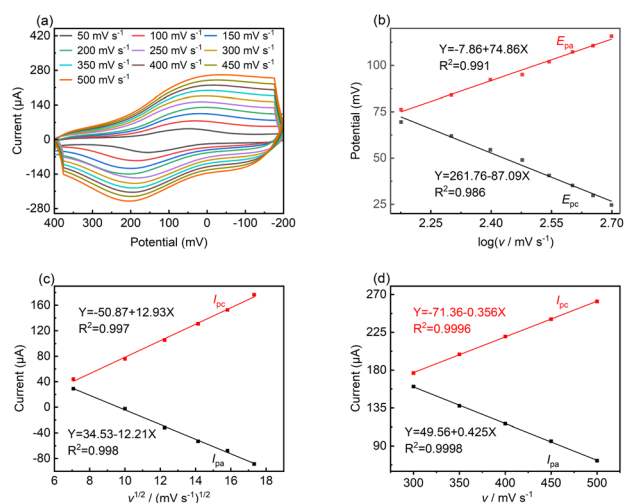 (a)
420
280
140
0
-140
-280
Current (μA)
50 mV s-1 100 mV s-1 150 mV s-1
200 mV s-1 250 mV s-1 300 mV s-1
350 mV s-1 400 mV s-1 450 mV s-1
500 mV s-1
400 300 200 100 0 -100 -200
Potential (mV)
(b)
125
100
75
50
25
Potential (mV)
Y=-7.86+74.86X
R2=0.991
Epa
Y=261.76-87.09X
R2=0.986
Epc
2.25 2.40 2.55 2.70
log(v / mV s-1)
(c)
160
120
80
40
0
-40
-80
Current (μA)
Y=-50.87+12.93X
R2=0.997
Ipc
Y=34.53-12.21X
R2=0.998
Ipa
6 8 10 12 14 16 18
v1/2 / (mV s-1)1/2
(d)
270
225
180
135
90
Current (μA)
Y=-71.36-0.356X
R2=0.9996
Ipc
Y=49.56+0.425X
R2=0.9998
Ipa
300 350 400 450 500
v / mV s-1